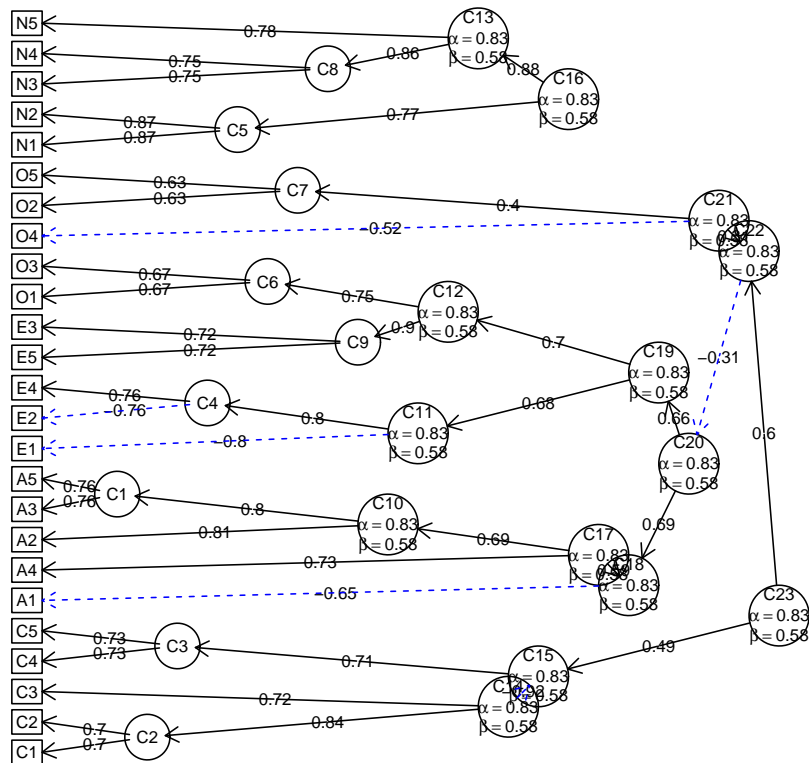 N5
N4
N3
N2
N1
O5
O2
O4
O3
O1
E3
E5
E4
E2
E1
A5
A3
A2
A4
A1
C5
C4
C3
C2
C1
0.78
C13
α = 0.83
β = 0.58
0.75
0.75
C8
0.86
0.88
C16
α = 0.83
β = 0.58
0.87
0.87
C5
0.77
0.63
0.63
C7
0.4
C21
α = 0.83
β = 0.58
−0.52
α = 0.83
β = 0.58
0.67
0.67
C6
0.75
C12
α = 0.83
β = 0.58
0.72
0.72
C9
0.9
0.7
C19
α = 0.83
β = 0.58
−0.31
0.76
−0.76
C4
0.8
C11
α = 0.83
β = 0.58
0.68
0.66
0.6
−0.8
C20
α = 0.83
β = 0.58
0.76
0.76
C1
0.8
C10
α = 0.83
β = 0.58
0.81
0.69
C17
α = 0.83
0.69
0.73
α = 0.83
β = 0.58
−0.65
C23
α = 0.83
β = 0.58
0.73
0.73
C3
0.71
C15
α = 0.83
0.49
0.72
α = 0.83
β = 0.58
0.7
0.7
C2
0.84